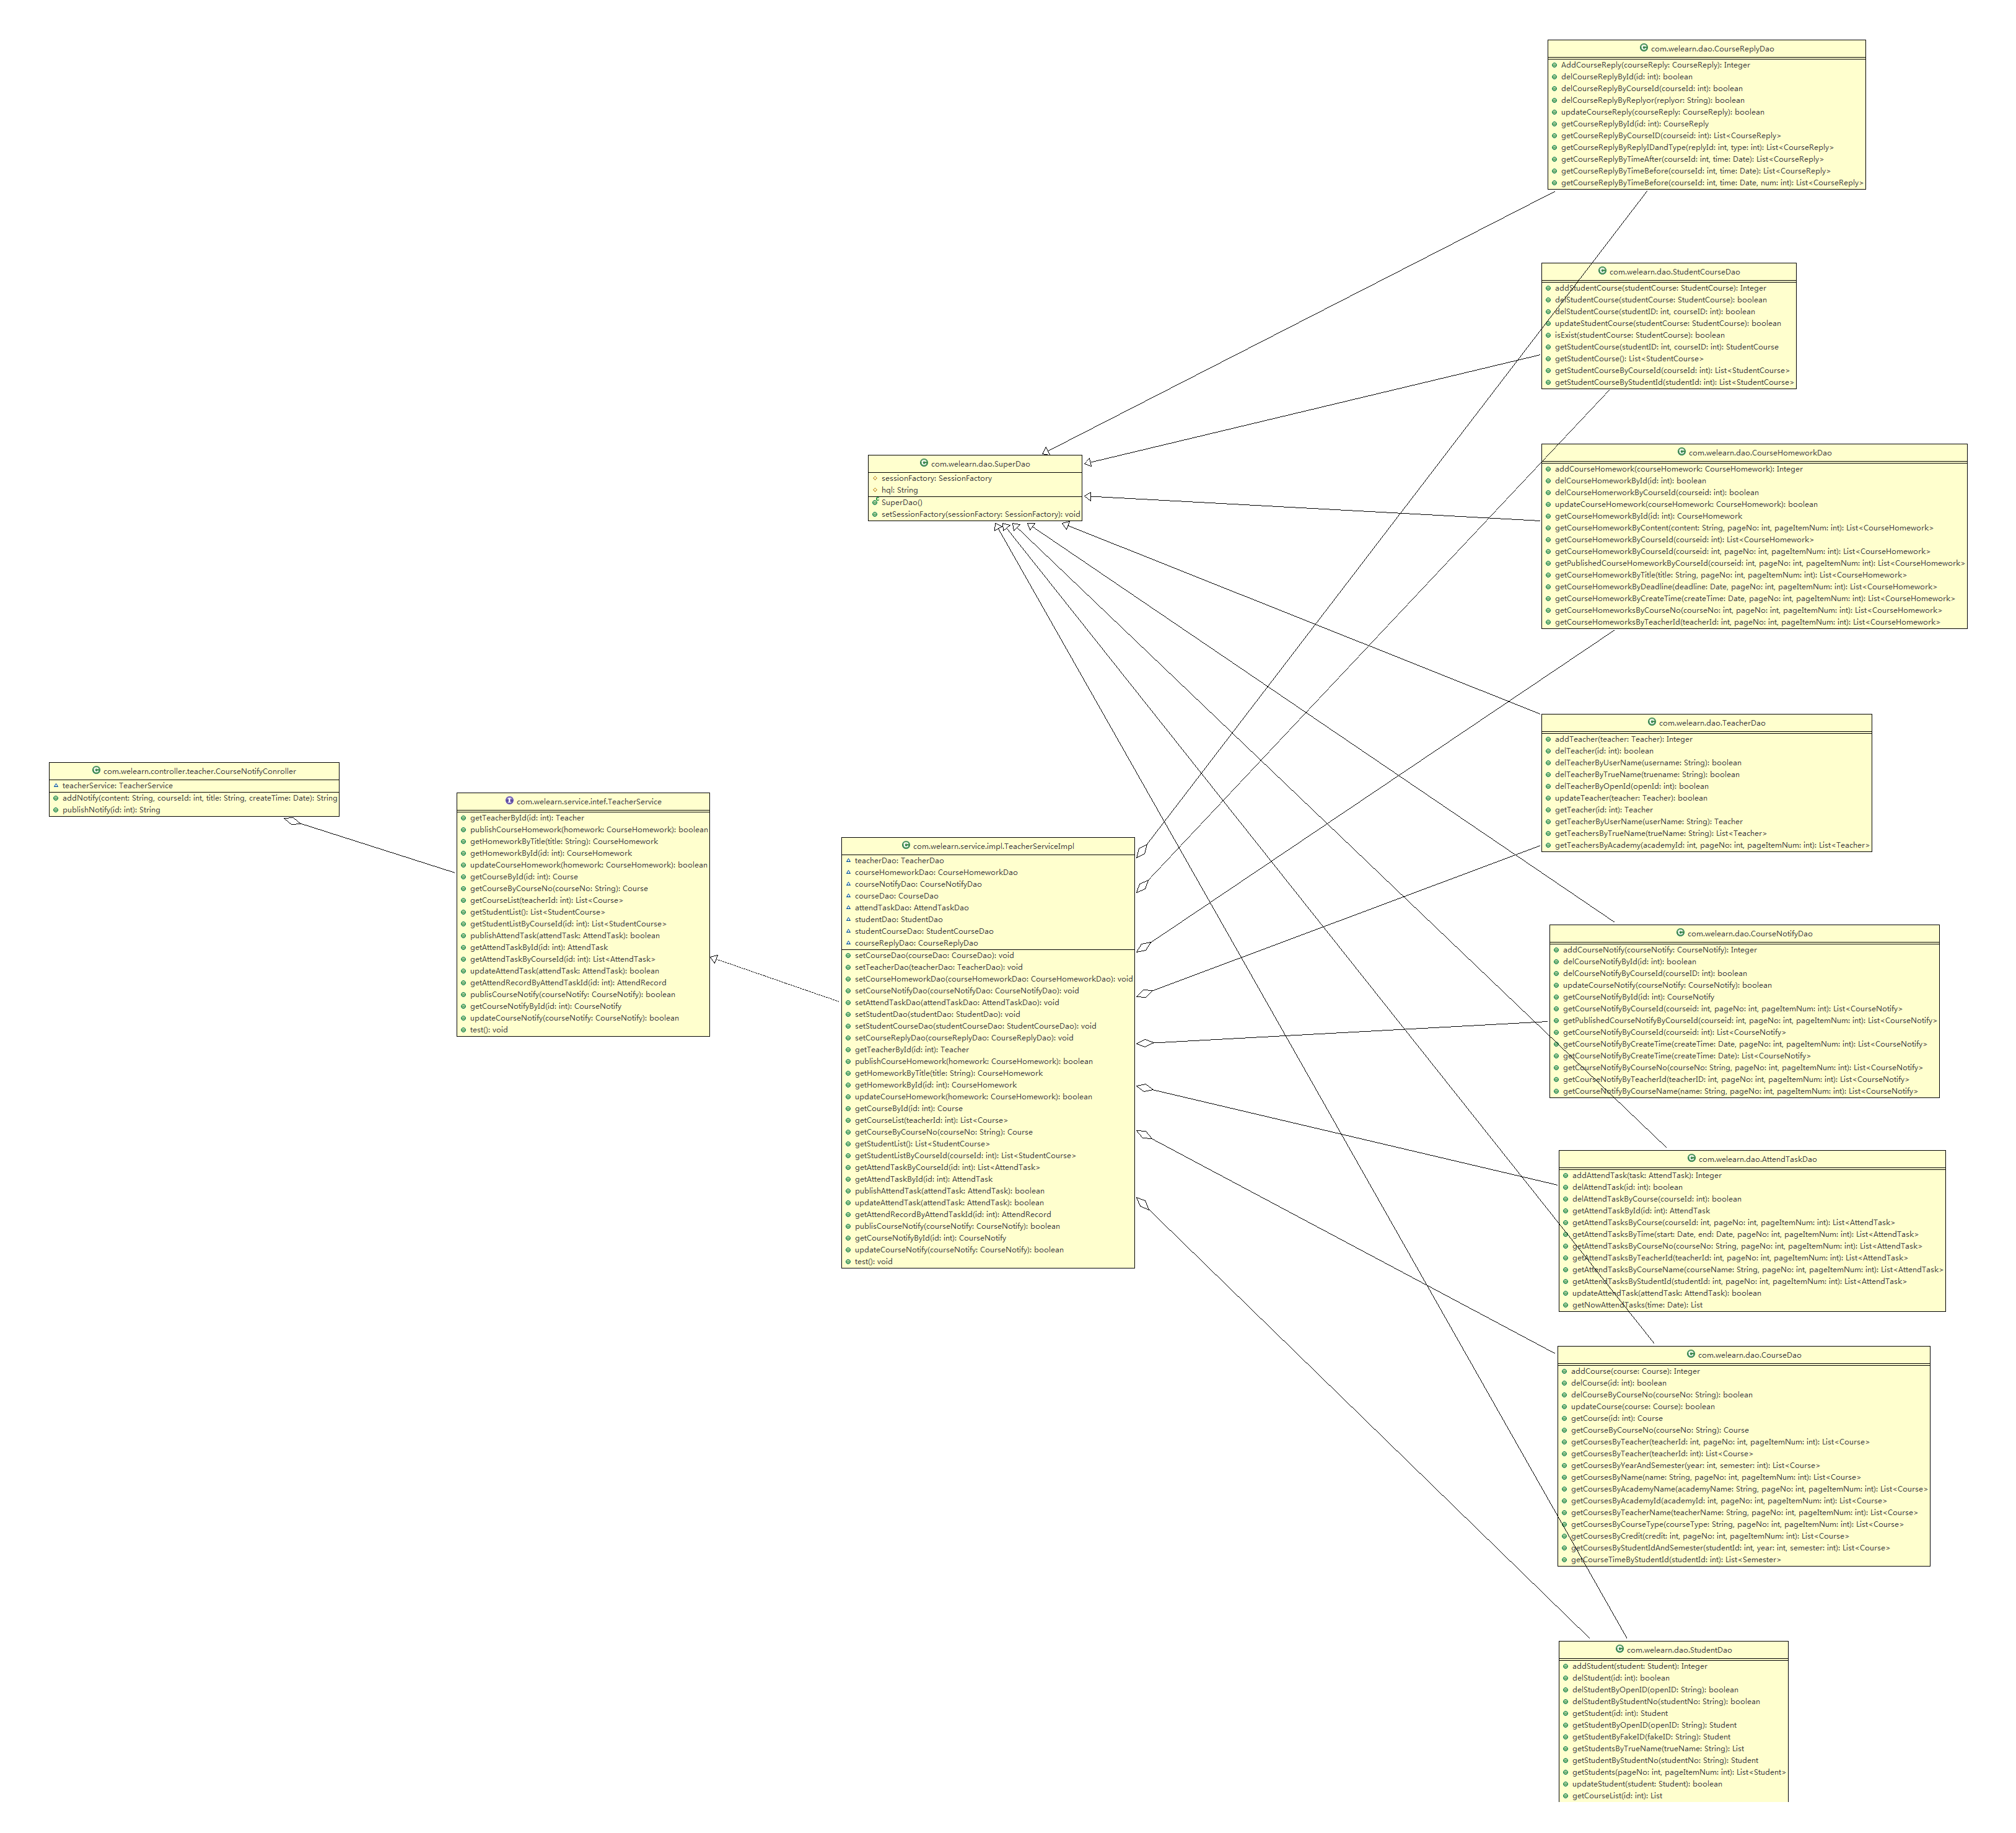 com.welearn.dao.CourseReplyDao
AddCourseReply(courseReply: CourseReply): Integer
delCourseReplyById(id: int): boolean
delCourseReplyByCourseId(courseId: int): boolean
delCourseReplyByReplyor(replyor: String): boolean
updateCourseReply(courseReply: CourseReply): boolean
getCourseReplyById(id: int): CourseReply
getCourseReplyByCourseID(courseid: int): List<CourseReply>
getCourseReplyByReplyIDandType(replyId: int, type: int): List<CourseReply>
getCourseReplyByTimeAfter(courseId: int, time: Date): List<CourseReply>
getCourseReplyByTimeBefore(courseId: int, time: Date): List<CourseReply>
getCourseReplyByTimeBefore(courseId: int, time: Date, num: int): List<CourseReply>
com.welearn.dao.StudentCourseDao
addStudentCourse(studentCourse: StudentCourse): Integer
delStudentCourse(studentCourse: StudentCourse): boolean
delStudentCourse(studentID: int, courseID: int): boolean
updateStudentCourse(studentCourse: StudentCourse): boolean
isExist(studentCourse: StudentCourse): boolean
getStudentCourse(studentID: int, courseID: int): StudentCourse
getStudentCourse(): List<StudentCourse>
getStudentCourseByCourseId(courseId: int): List<StudentCourse>
getStudentCourseByStudentId(studentId: int): List<StudentCourse>
com.welearn.dao.SuperDao
sessionFactory: SessionFactory
hql: String
SuperDao()
setSessionFactory(sessionFactory: SessionFactory): void
com.welearn.dao.CourseHomeworkDao
addCourseHomework(courseHomework: CourseHomework): Integer
delCourseHomeworkById(id: int): boolean
delCourseHomerworkByCourseId(courseid: int): boolean
updateCourseHomework(courseHomework: CourseHomework): boolean
getCourseHomeworkById(id: int): CourseHomework
getCourseHomeworkByContent(content: String, pageNo: int, pageItemNum: int): List<CourseHomework>
getCourseHomeworkByCourseId(courseid: int): List<CourseHomework>
getCourseHomeworkByCourseId(courseid: int, pageNo: int, pageItemNum: int): List<CourseHomework>
getPublishedCourseHomeworkByCourseId(courseid: int, pageNo: int, pageItemNum: int): List<CourseHomework>
getCourseHomeworkByTitle(title: String, pageNo: int, pageItemNum: int): List<CourseHomework>
getCourseHomeworkByDeadline(deadline: Date, pageNo: int, pageItemNum: int): List<CourseHomework>
getCourseHomeworkByCreateTime(createTime: Date, pageNo: int, pageItemNum: int): List<CourseHomework>
getCourseHomeworksByCourseNo(courseNo: int, pageNo: int, pageItemNum: int): List<CourseHomework>
getCourseHomeworksByTeacherId(teacherId: int, pageNo: int, pageItemNum: int): List<CourseHomework>
com.welearn.dao.TeacherDao
addTeacher(teacher: Teacher): Integer
delTeacher(id: int): boolean
delTeacherByUserName(username: String): boolean
delTeacherByTrueName(truename: String): boolean
delTeacherByOpenId(openId: int): boolean
updateTeacher(teacher: Teacher): boolean
getTeacher(id: int): Teacher
getTeacherByUserName(userName: String): Teacher
getTeachersByTrueName(trueName: String): List<Teacher>
getTeachersByAcademy(academyId: int, pageNo: int, pageItemNum: int): List<Teacher>
com.welearn.controller.teacher.CourseNotifyConroller
teacherService: TeacherService
addNotify(content: String, courseId: int, title: String, createTime: Date): String
publishNotify(id: int): String
com.welearn.service.intef.TeacherService
getTeacherById(id: int): Teacher
publishCourseHomework(homework: CourseHomework): boolean
getHomeworkByTitle(title: String): CourseHomework
getHomeworkById(id: int): CourseHomework
updateCourseHomework(homework: CourseHomework): boolean
getCourseById(id: int): Course
getCourseByCourseNo(courseNo: String): Course
getCourseList(teacherId: int): List<Course>
getStudentList(): List<StudentCourse>
getStudentListByCourseId(id: int): List<StudentCourse>
publishAttendTask(attendTask: AttendTask): boolean
getAttendTaskById(id: int): AttendTask
getAttendTaskByCourseId(id: int): List<AttendTask>
updateAttendTask(attendTask: AttendTask): boolean
getAttendRecordByAttendTaskId(id: int): AttendRecord
publisCourseNotify(courseNotify: CourseNotify): boolean
getCourseNotifyById(id: int): CourseNotify
updateCourseNotify(courseNotify: CourseNotify): boolean
test(): void
com.welearn.service.impl.TeacherServiceImpl
teacherDao: TeacherDao
courseHomeworkDao: CourseHomeworkDao
courseNotifyDao: CourseNotifyDao
courseDao: CourseDao
attendTaskDao: AttendTaskDao
studentDao: StudentDao
studentCourseDao: StudentCourseDao
courseReplyDao: CourseReplyDao
setCourseDao(courseDao: CourseDao): void
setTeacherDao(teacherDao: TeacherDao): void
setCourseHomeworkDao(courseHomeworkDao: CourseHomeworkDao): void
setCourseNotifyDao(courseNotifyDao: CourseNotifyDao): void
setAttendTaskDao(attendTaskDao: AttendTaskDao): void
setStudentDao(studentDao: StudentDao): void
setStudentCourseDao(studentCourseDao: StudentCourseDao): void
setCourseReplyDao(courseReplyDao: CourseReplyDao): void
getTeacherById(id: int): Teacher
publishCourseHomework(homework: CourseHomework): boolean
getHomeworkByTitle(title: String): CourseHomework
getHomeworkById(id: int): CourseHomework
updateCourseHomework(homework: CourseHomework): boolean
getCourseById(id: int): Course
getCourseList(teacherId: int): List<Course>
getCourseByCourseNo(courseNo: String): Course
getStudentList(): List<StudentCourse>
getStudentListByCourseId(courseId: int): List<StudentCourse>
getAttendTaskByCourseId(id: int): List<AttendTask>
getAttendTaskById(id: int): AttendTask
publishAttendTask(attendTask: AttendTask): boolean
updateAttendTask(attendTask: AttendTask): boolean
getAttendRecordByAttendTaskId(id: int): AttendRecord
publisCourseNotify(courseNotify: CourseNotify): boolean
getCourseNotifyById(id: int): CourseNotify
updateCourseNotify(courseNotify: CourseNotify): boolean
test(): void
com.welearn.dao.CourseNotifyDao
addCourseNotify(courseNotify: CourseNotify): Integer
delCourseNotifyById(id: int): boolean
delCourseNotifyByCourseId(courseID: int): boolean
updateCourseNotify(courseNotify: CourseNotify): boolean
getCourseNotifyById(id: int): CourseNotify
getCourseNotifyByCourseId(courseid: int, pageNo: int, pageItemNum: int): List<CourseNotify>
getPublishedCourseNotifyByCourseId(courseid: int, pageNo: int, pageItemNum: int): List<CourseNotify>
getCourseNotifyByCourseId(courseid: int): List<CourseNotify>
getCourseNotifyByCreateTime(createTime: Date, pageNo: int, pageItemNum: int): List<CourseNotify>
getCourseNotifyByCreateTime(createTime: Date): List<CourseNotify>
getCourseNotifyByCourseNo(courseNo: String, pageNo: int, pageItemNum: int): List<CourseNotify>
getCourseNotifyByTeacherId(teacherID: int, pageNo: int, pageItemNum: int): List<CourseNotify>
getCourseNotifyByCourseName(name: String, pageNo: int, pageItemNum: int): List<CourseNotify>
com.welearn.dao.AttendTaskDao
addAttendTask(task: AttendTask): Integer
delAttendTask(id: int): boolean
delAttendTaskByCourse(courseId: int): boolean
getAttendTaskById(id: int): AttendTask
getAttendTasksByCourse(courseId: int, pageNo: int, pageItemNum: int): List<AttendTask>
getAttendTasksByTime(start: Date, end: Date, pageNo: int, pageItemNum: int): List<AttendTask>
getAttendTasksByCourseNo(courseNo: String, pageNo: int, pageItemNum: int): List<AttendTask>
getAttendTasksByTeacherId(teacherId: int, pageNo: int, pageItemNum: int): List<AttendTask>
getAttendTasksByCourseName(courseName: String, pageNo: int, pageItemNum: int): List<AttendTask>
getAttendTasksByStudentId(studentId: int, pageNo: int, pageItemNum: int): List<AttendTask>
updateAttendTask(attendTask: AttendTask): boolean
getNowAttendTasks(time: Date): List
com.welearn.dao.CourseDao
addCourse(course: Course): Integer
delCourse(id: int): boolean
delCourseByCourseNo(courseNo: String): boolean
updateCourse(course: Course): boolean
getCourse(id: int): Course
getCourseByCourseNo(courseNo: String): Course
getCoursesByTeacher(teacherId: int, pageNo: int, pageItemNum: int): List<Course>
getCoursesByTeacher(teacherId: int): List<Course>
getCoursesByYearAndSemester(year: int, semester: int): List<Course>
getCoursesByName(name: String, pageNo: int, pageItemNum: int): List<Course>
getCoursesByAcademyName(academyName: String, pageNo: int, pageItemNum: int): List<Course>
getCoursesByAcademyId(academyId: int, pageNo: int, pageItemNum: int): List<Course>
getCoursesByTeacherName(teacherName: String, pageNo: int, pageItemNum: int): List<Course>
getCoursesByCourseType(courseType: String, pageNo: int, pageItemNum: int): List<Course>
getCoursesByCredit(credit: int, pageNo: int, pageItemNum: int): List<Course>
getCoursesByStudentIdAndSemester(studentId: int, year: int, semester: int): List<Course>
getCourseTimeByStudentId(studentId: int): List<Semester>
com.welearn.dao.StudentDao
addStudent(student: Student): Integer
delStudent(id: int): boolean
delStudentByOpenID(openID: String): boolean
delStudentByStudentNo(studentNo: String): boolean
getStudent(id: int): Student
getStudentByOpenID(openID: String): Student
getStudentByFakeID(fakeID: String): Student
getStudentsByTrueName(trueName: String): List
getStudentByStudentNo(studentNo: String): Student
getStudents(pageNo: int, pageItemNum: int): List<Student>
updateStudent(student: Student): boolean
getCourseList(id: int): List